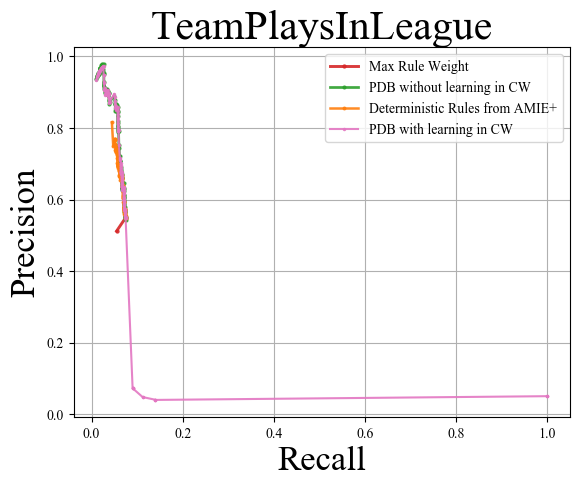 TeamPlaysInLeague
Max Rule Weight
PDB without learning in CW
Deterministic Rules from AMIE+
PDB with learning in CW
Precision
1.0
0.8
0.6
0.4
0.2
0.0
0.0 0.2 0.4 0.6 0.8 1.0
Recall